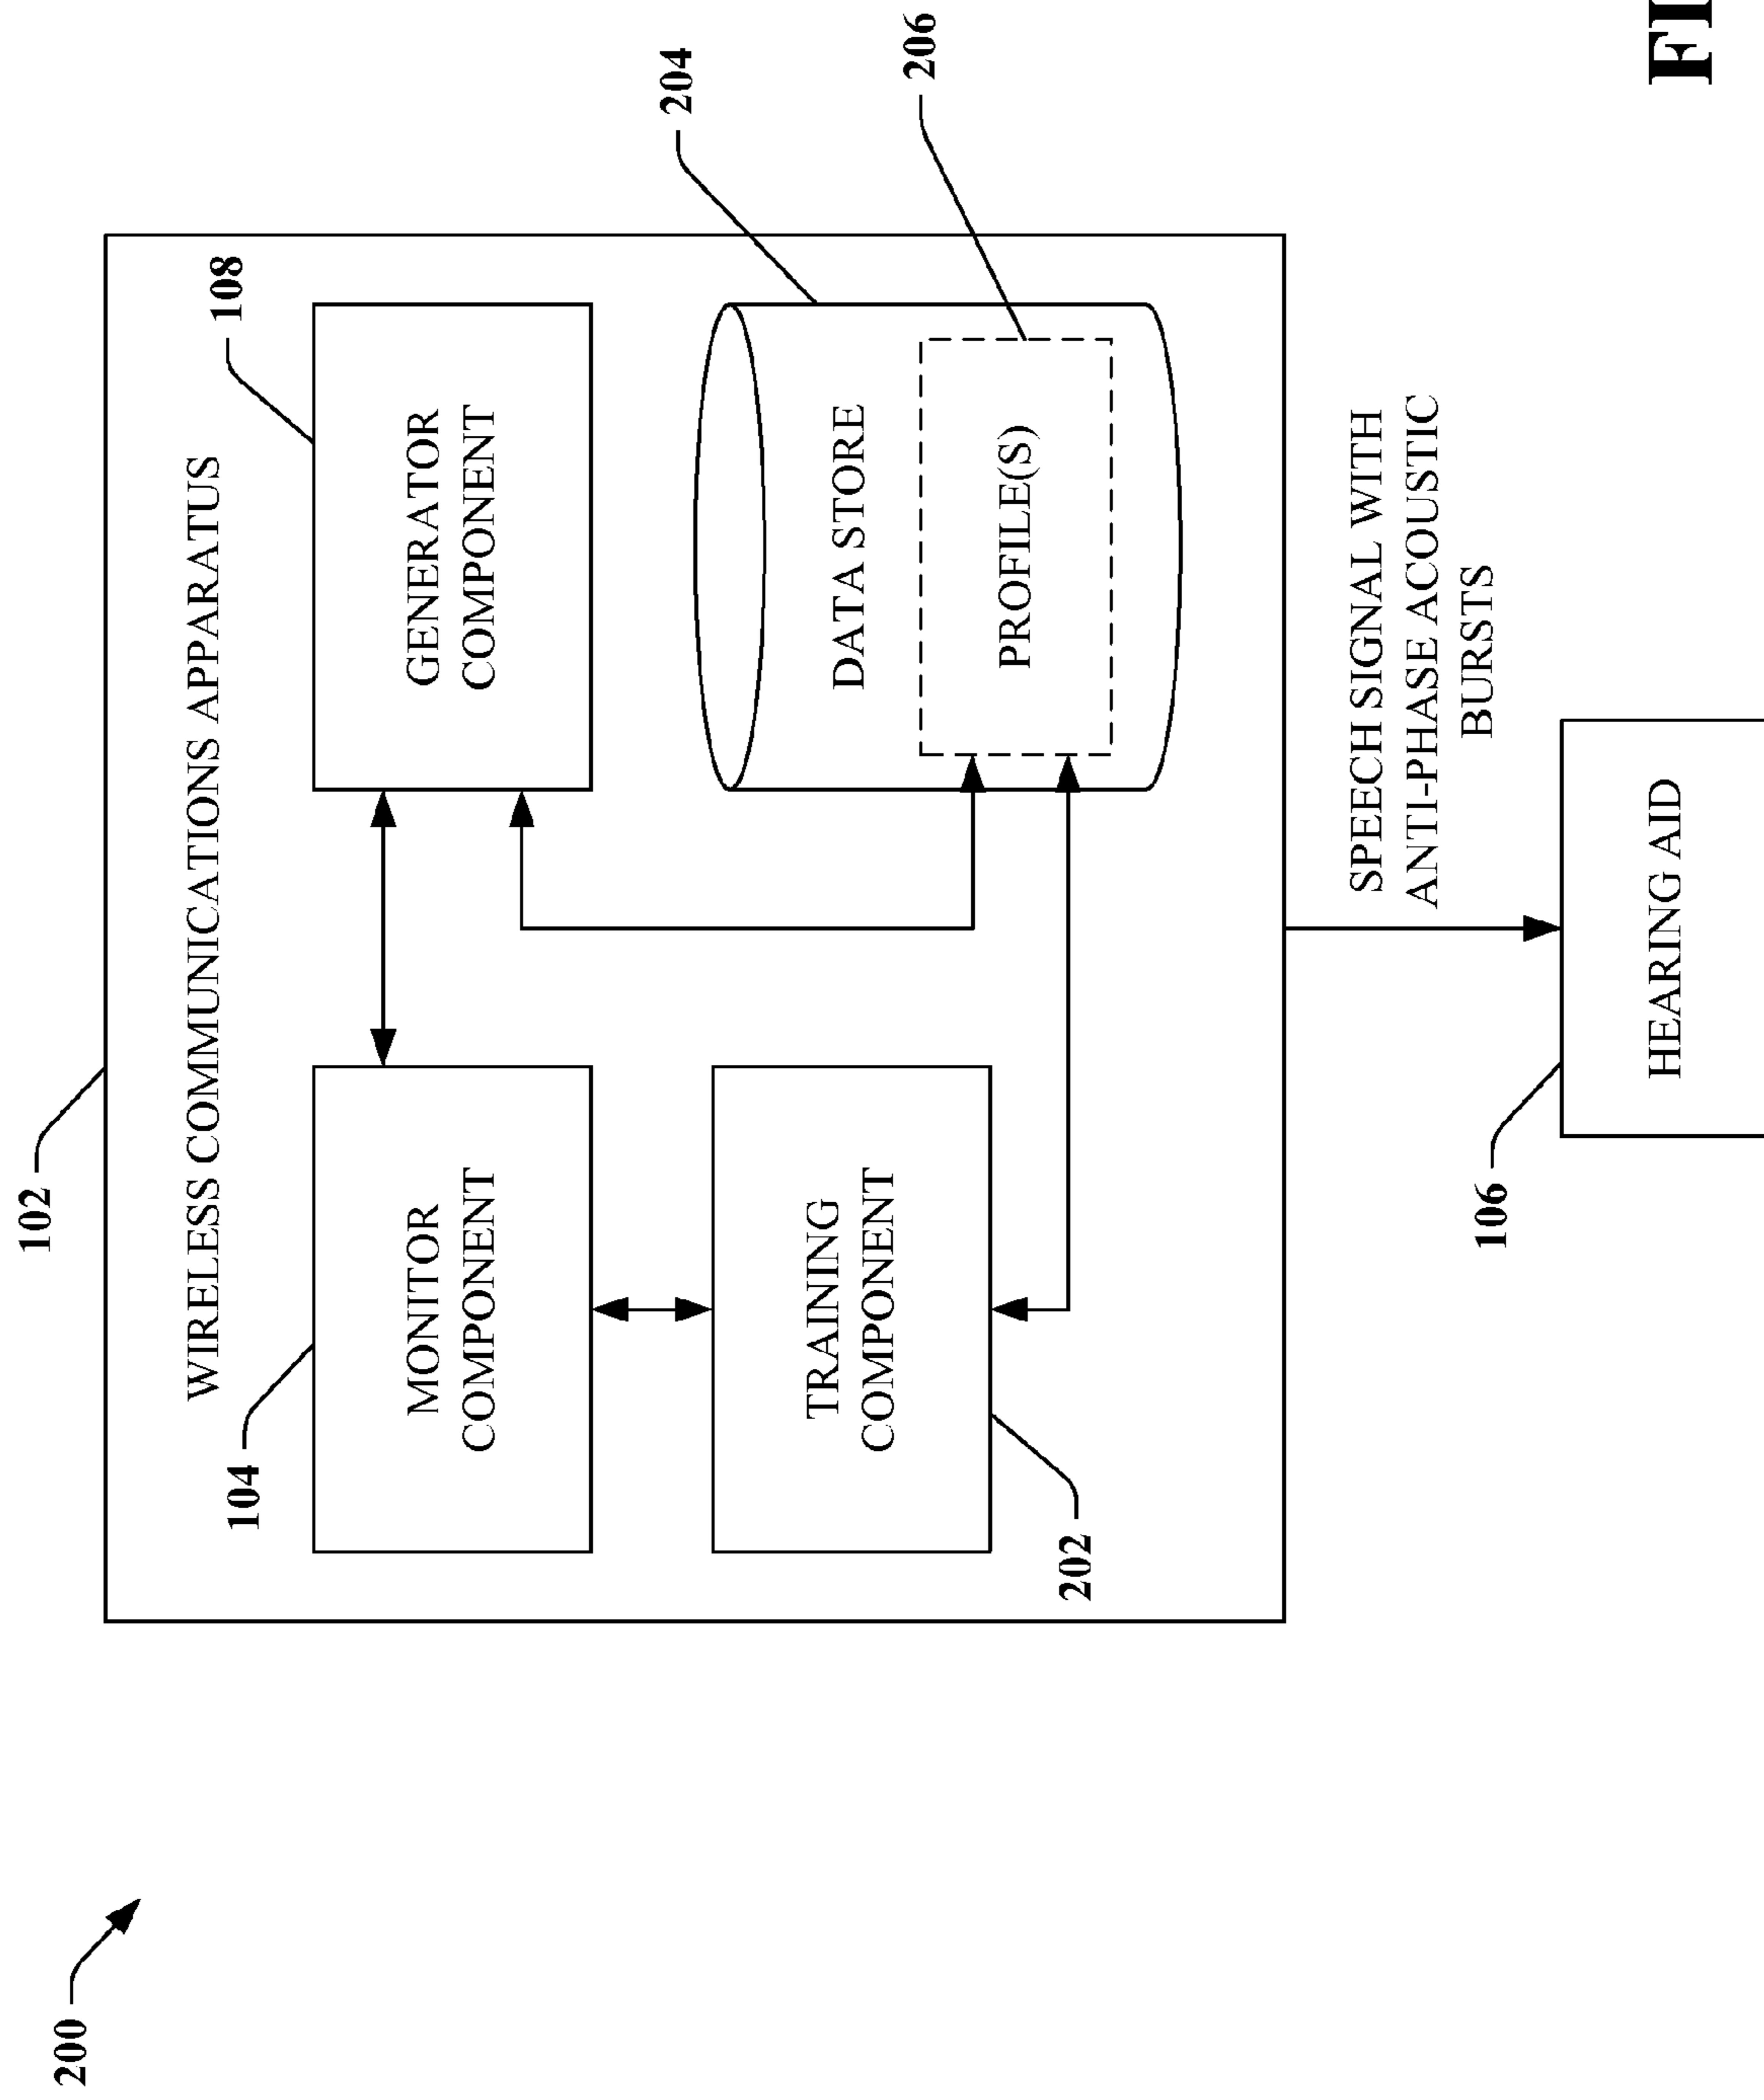 200
102
WIRELESS COMMUNICATIONS APPARATUS
104
108
MONITOR
COMPONENT
GENERATOR
COMPONENT
TRAINING
COMPONENT
202
DATA STORE
PROFILE(S)
204
206
SPEECH SIGNAL WITH
ANTI-PHASE ACOUSTIC
BURSTS
106
HEARING AID
FI